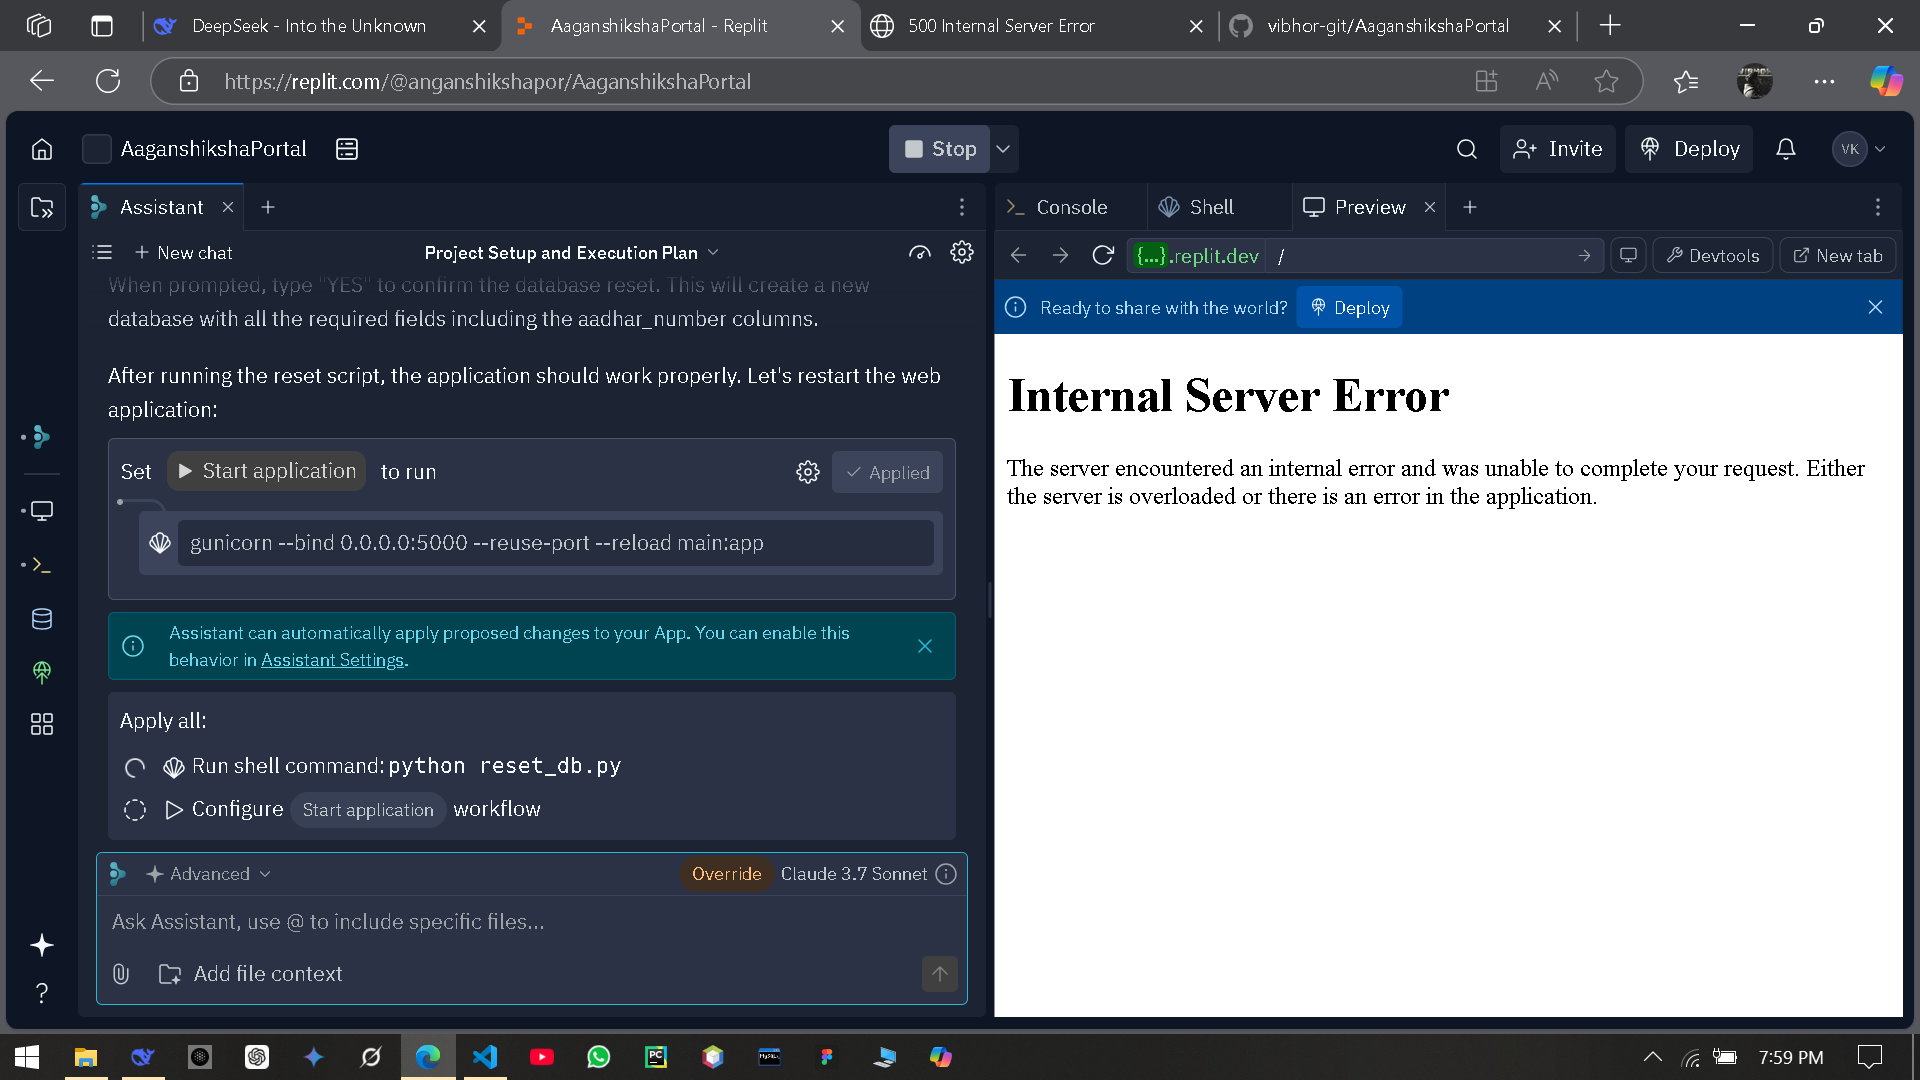 DeepSeek - Into the Unknown
AaganshikshaPortal - Replit
500 Internal Server Error
vibhor-git/AaganshikshaPortal
https://replit.com/@anganshikshapor/AaganshikshaPortal
AaganshikshaPortal
Stop
Invite
Deploy
VK
Assistant
New chat
Project Setup and Execution Plan
When prompted, type "YES" to confirm the database reset. This will create a new
database with all the required fields including the aadhar_number columns.
After running the reset script, the application should work properly. Let's restart the web
application:
Set Start application to run
Applied
gunicorn --bind 0.0.0.0:5000 --reuse-port --reload main:app
Assistant can automatically apply proposed changes to your App. You can enable this
behavior in Assistant Settings.
Apply all:
Run shell command: python reset_db.py
Configure Start application workflow
Advanced
Override
Claude 3.7 Sonnet
Ask Assistant, use @ to include specific files...
Add file context
Console
Shell
Preview
{...}.replit.dev /
Devtools
New tab
Ready to share with the world?
Deploy
Internal Server Error
The server encountered an internal error and was unable to complete your request. Either
the server is overloaded or there is an error in the application.
PC
MySQL
7:59 PM